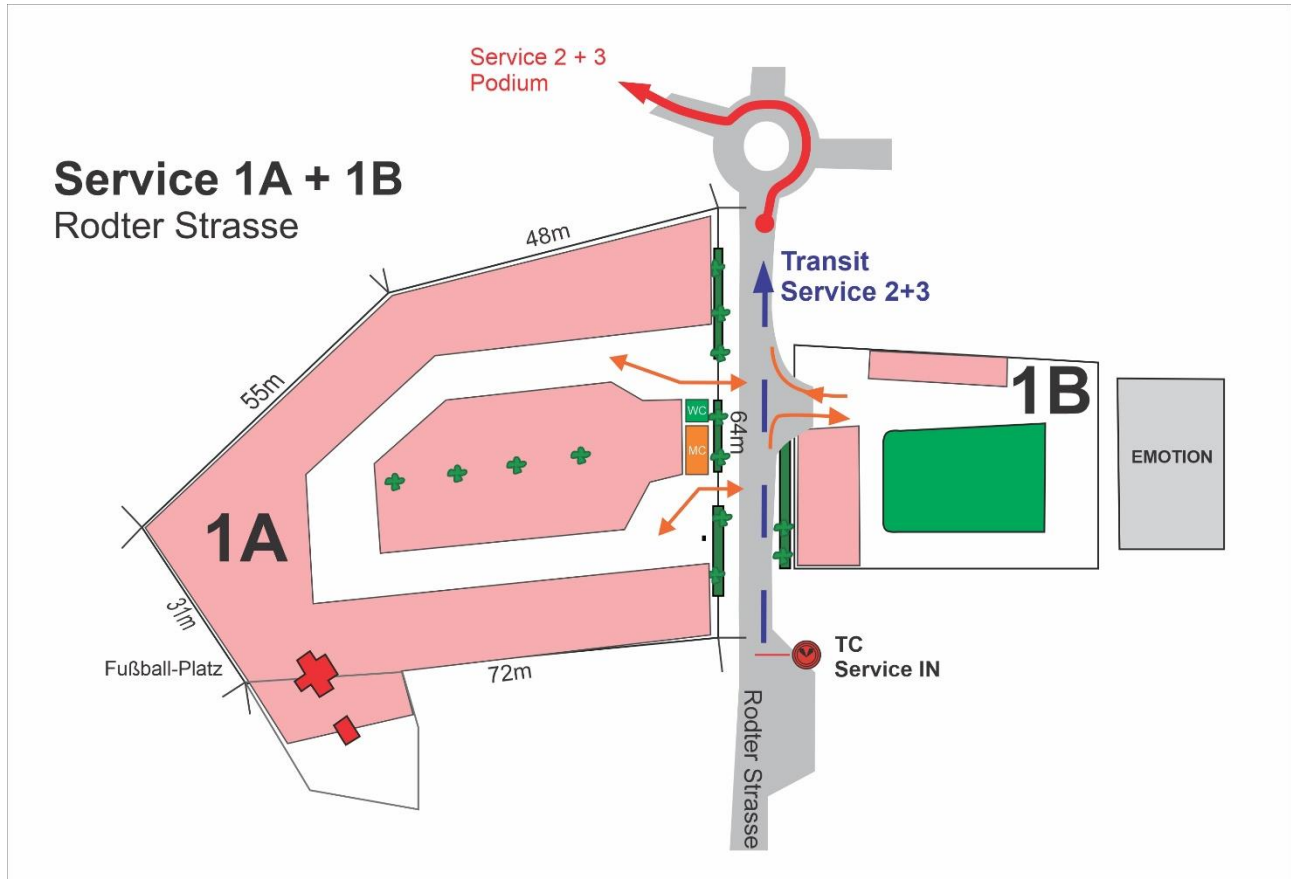 Service 2 + 3
Podium
Service 1A + 1B
Rodter Strasse
48m
Transit
Service 2+3
55m
1B
WC
64m
MC
EMOTION
1A
31m
TC
Service IN
Fußball-Platz
72m
Rodter Strasse